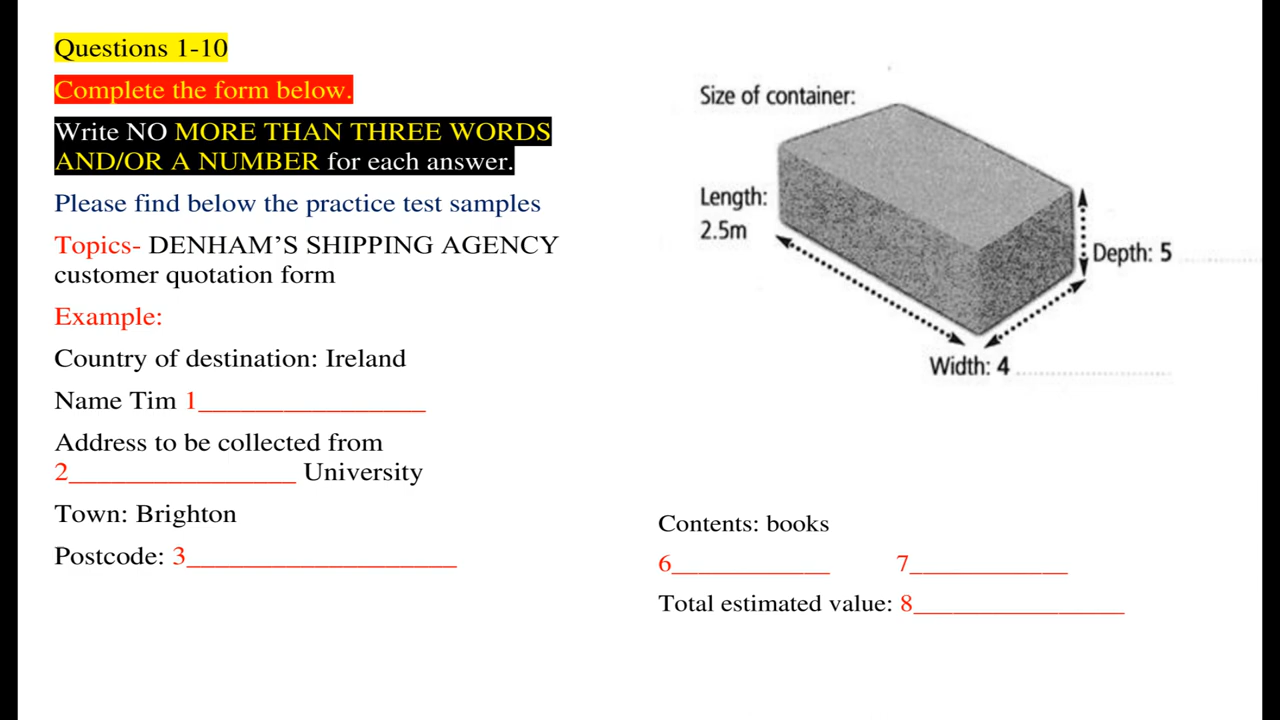 Questions 1-10
Complete the form below.
Write NO MORE THAN THREE WORDS
AND/OR A NUMBER for each answer.
Please find below the practice test samples
Topics- DENHAM’S SHIPPING AGENCY
customer quotation form
Example:
Country of destination: Ireland
Name Tim 1________________
Address to be collected from
2________________ University
Town: Brighton
Postcode: 3___________________
Size of container:
Length:
2.5m
Depth: 5 ....................
Width: 4 ....................
Contents: books
6____________ 7____________
Total estimated value: 8________________